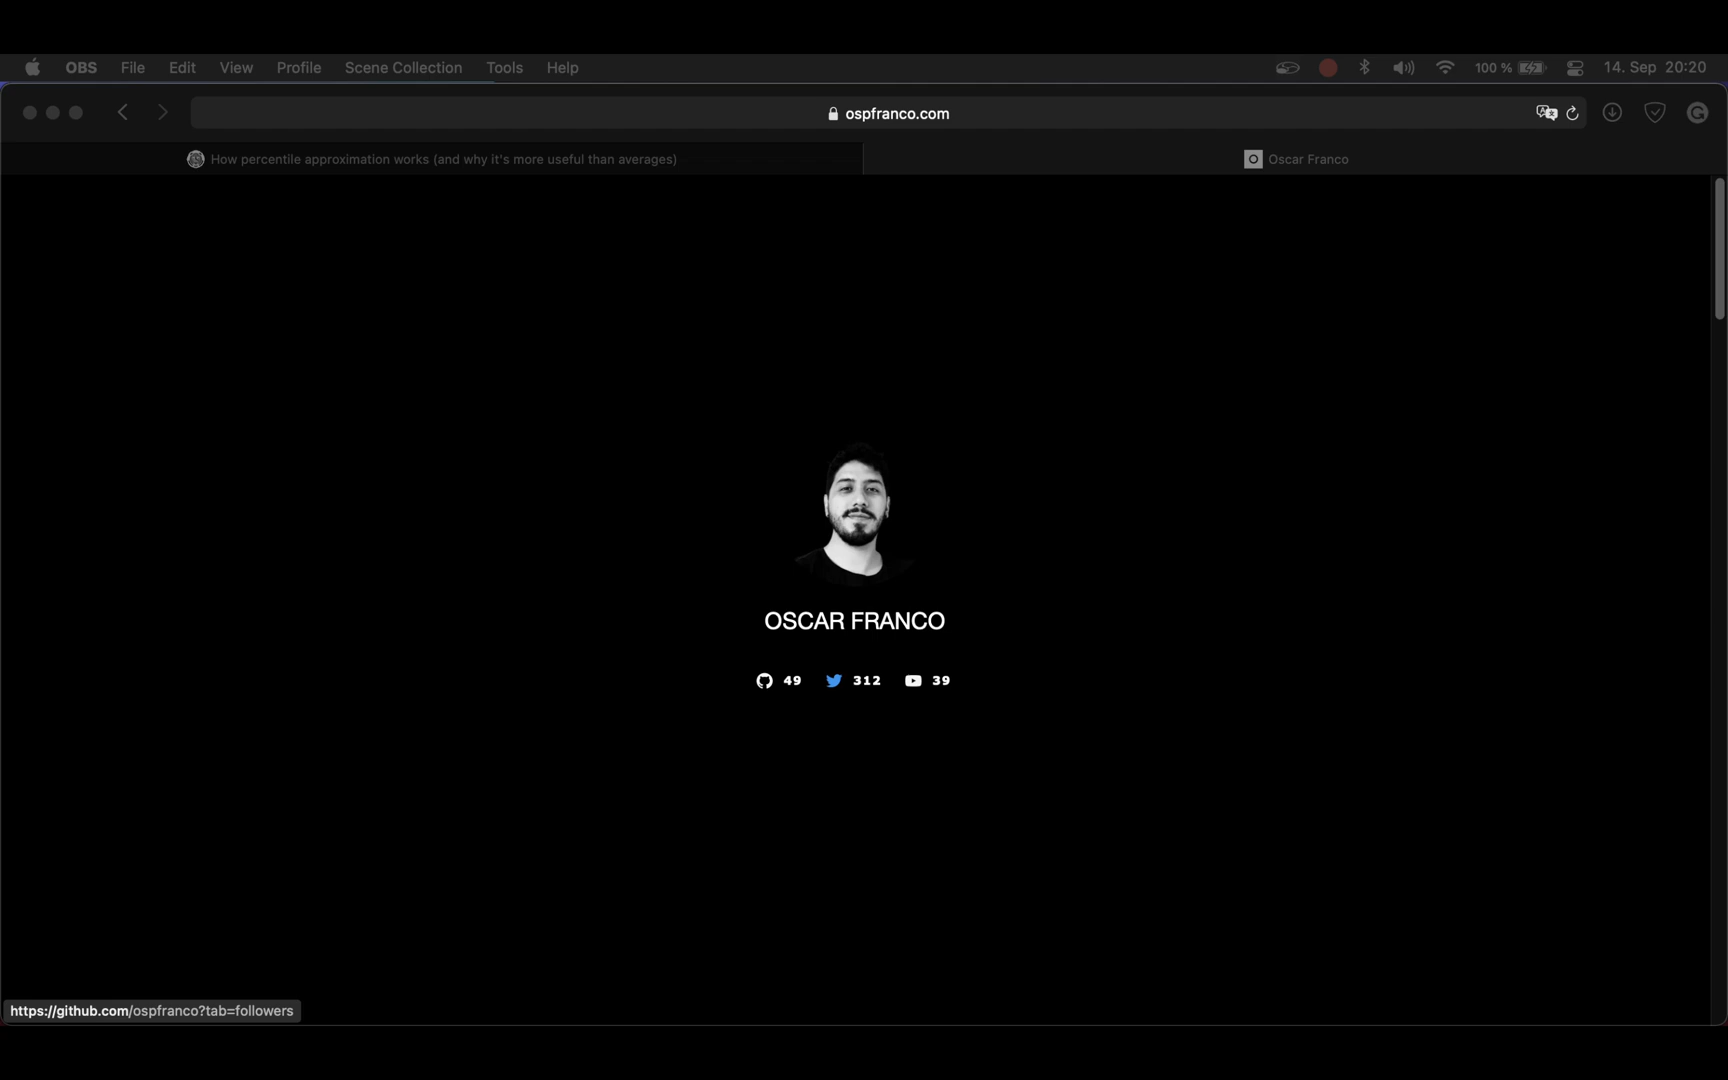 OBS File Edit View Profile Scene Collection Tools Help 100 % 14. Sep 20:20
ospfranco.com
How percentile approximation works (and why it's more useful than averages) Oscar Franco
OSCAR FRANCO
49 312 39
https://github.com/ospfranco?tab=followers